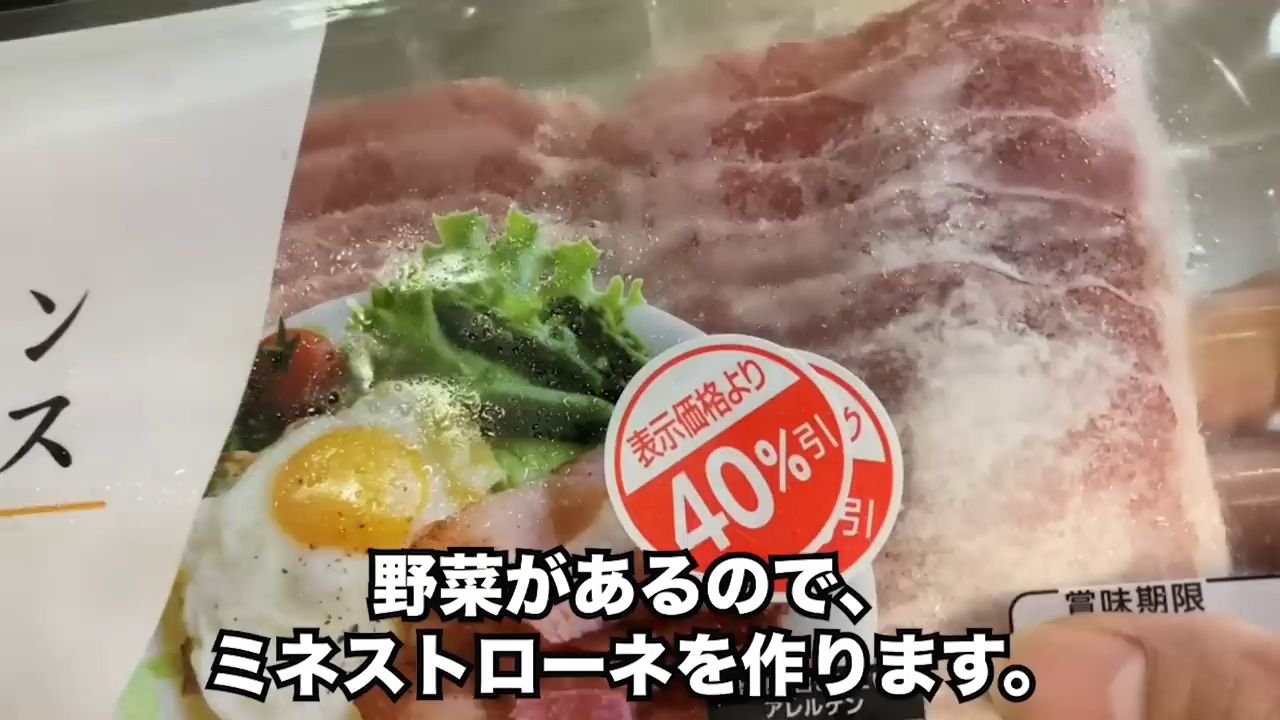 ン
ス
表示価格より
40%引
ら
引
賞味期限
野菜があるので、
ミネストローネを作ります。
アレルゲン